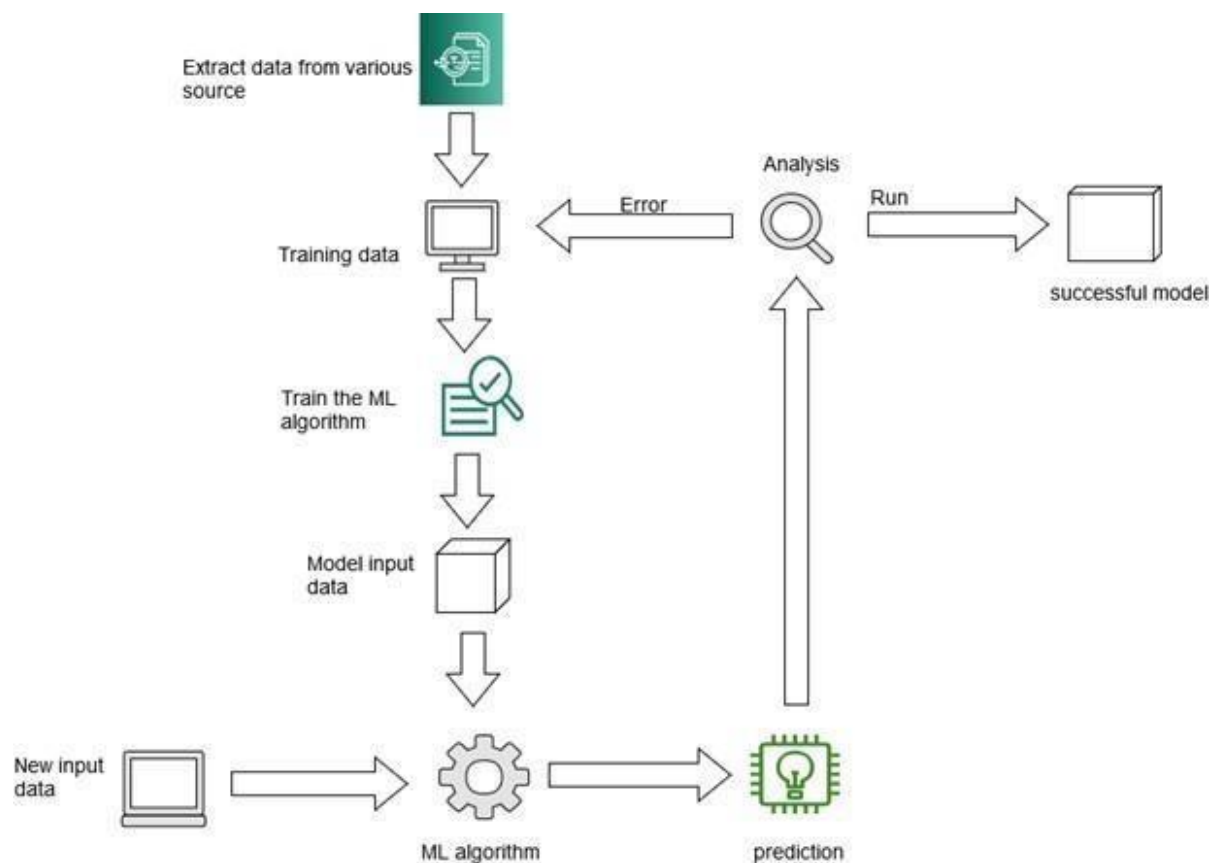 Extract data from various
source
Analysis
Error
Run
Training data
successful model
Train the ML
algorithm
Model input
data
New input
data
ML algorithm
prediction